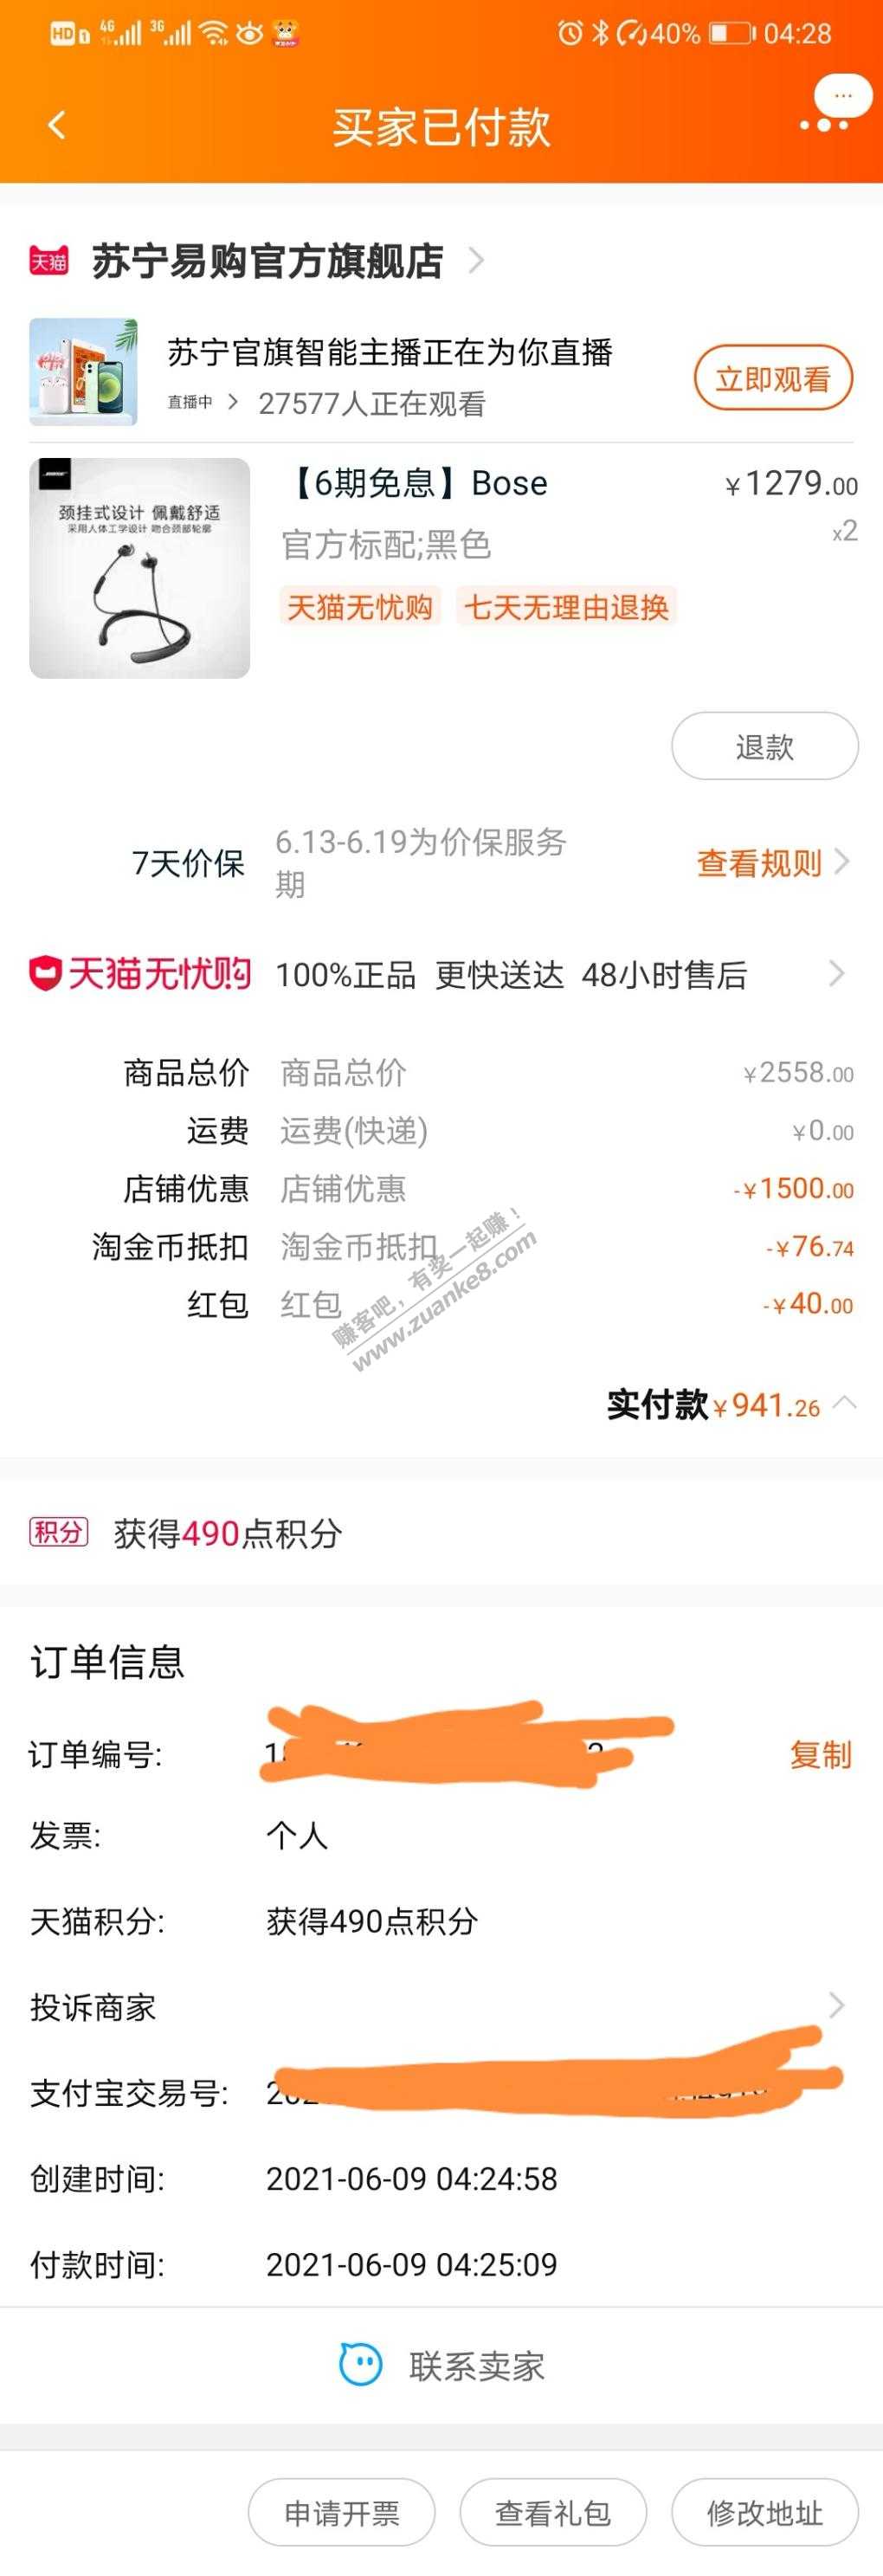 HD 1 4G 3G 40% 04:28
买家已付款
天猫 苏宁易购官方旗舰店
苏宁官旗智能主播正在为你直播
直播中 27577人正在观看
立即观看
BOSE
颈挂式设计 佩戴舒适
采用人体工学设计 吻合颈部轮廓
【6期免息】Bose
¥1279.00
官方标配;黑色
x2
天猫无忧购 七天无理由退换
退款
7天价保 6.13-6.19为价保服务期 查看规则
天猫无忧购 100%正品 更快送达 48小时售后
商品总价 商品总价 ¥2558.00
运费 运费(快递) ¥0.00
店铺优惠 店铺优惠 -¥1500.00
淘金币抵扣 淘金币抵扣 -¥76.74
红包 红包 -¥40.00
赚客吧，有奖一起赚！
www.zuanke8.com
实付款¥941.26
积分 获得490点积分
订单信息
订单编号: 复制
发票: 个人
天猫积分: 获得490点积分
投诉商家
支付宝交易号:
创建时间: 2021-06-09 04:24:58
付款时间: 2021-06-09 04:25:09
联系卖家
申请开票 查看礼包 修改地址